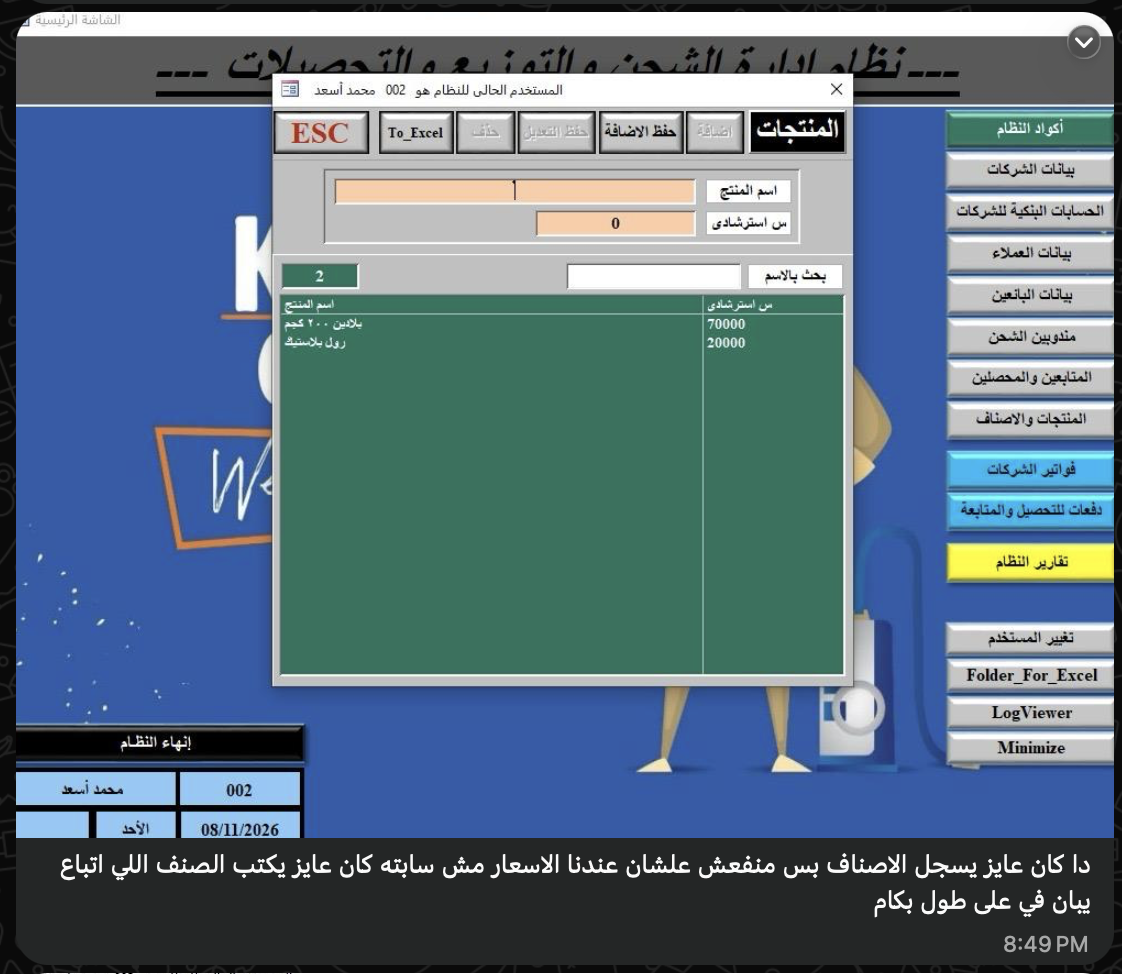 الشاشة الرئيسية
--- نظام ادارة الشحن والتوزيع والتحصيلات ---
المستخدم الحالى للنظام هو 002 محمد أسعد
المنتجات
اضافة
حفظ الاضافة
حفظ التعديل
حذف
To_Excel
ESC
اسم المنتج
س استرشادى 0
بحث بالاسم
2
س استرشادى اسم المنتج
70000 بلادين ٢٠٠ كجم
20000 رول بلاستيك
أكواد النظام
بيانات الشركات
الحسابات البنكية للشركات
بيانات العملاء
بيانات البائعين
مندوبين الشحن
المتابعين والمحصلين
المنتجات والاصناف
فواتير الشركات
دفعات للتحصيل والمتابعة
تقارير النظام
تغيير المستخدم
Folder_For_Excel
LogViewer
Minimize
إنهاء النظام
002 محمد أسعد
08/11/2026 الأحد
دا كان عايز يسجل الاصناف بس منفعش علشان عندنا الاسعار مش سابته كان عايز يكتب الصنف اللي اتباع
يبان في على طول بكام
8:49 PM